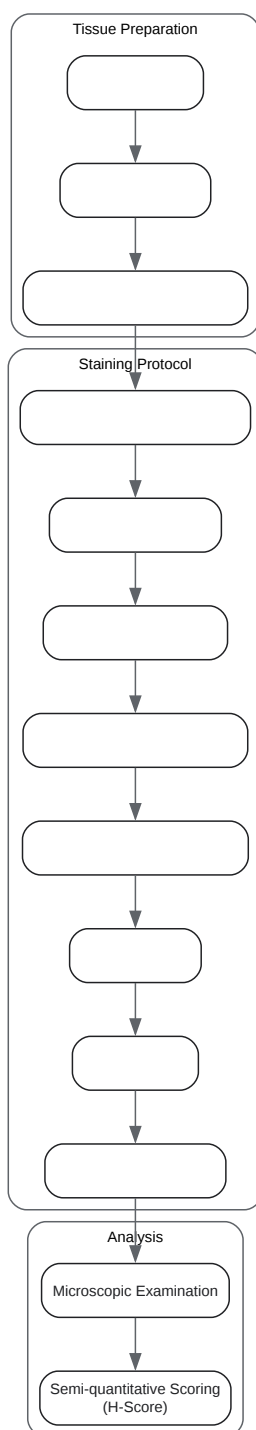 Tissue Preparation
Staining Protocol
Analysis
Microscopic Examination
Semi-quantitative Scoring
(H-Score)